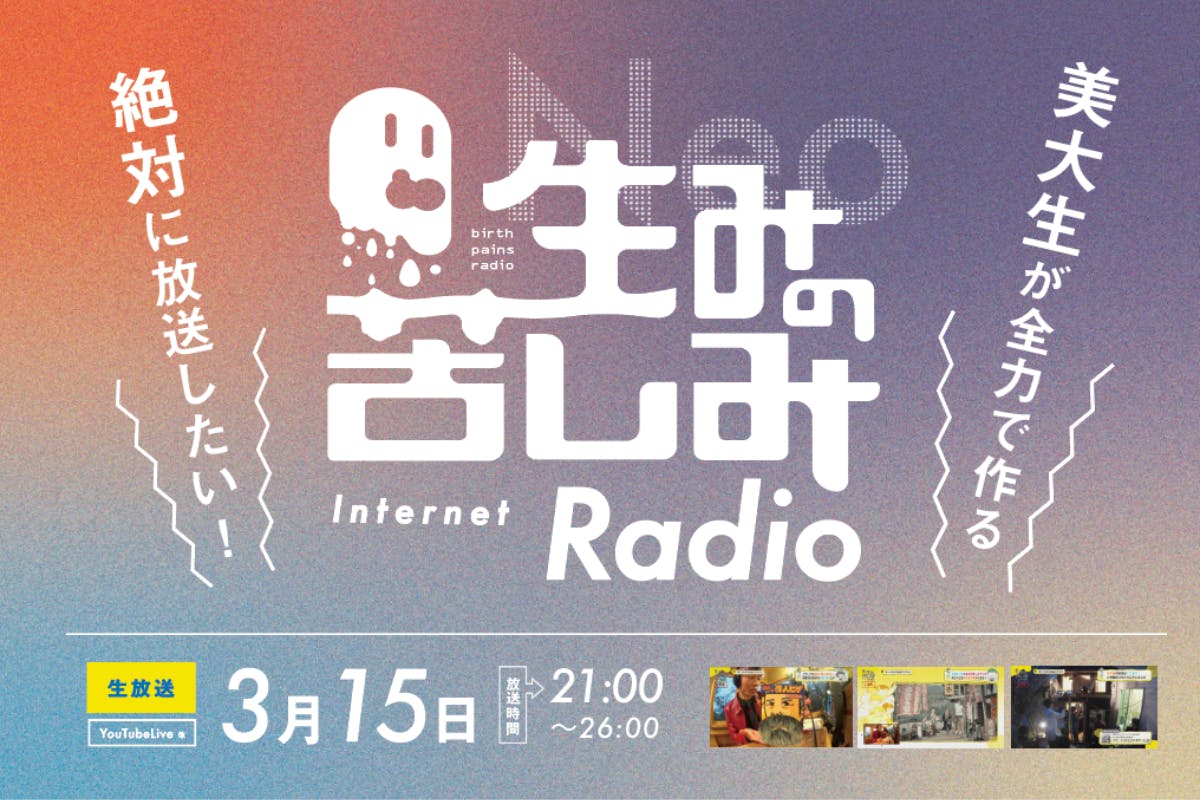 美大生が全力で作る
絶対に放送したい!
Neo
生みの
苦しみ
birth
pains
radio
Internet
Radio
生放送
YouTubeLive
3月15日
放送時間
21:00
〜26:00